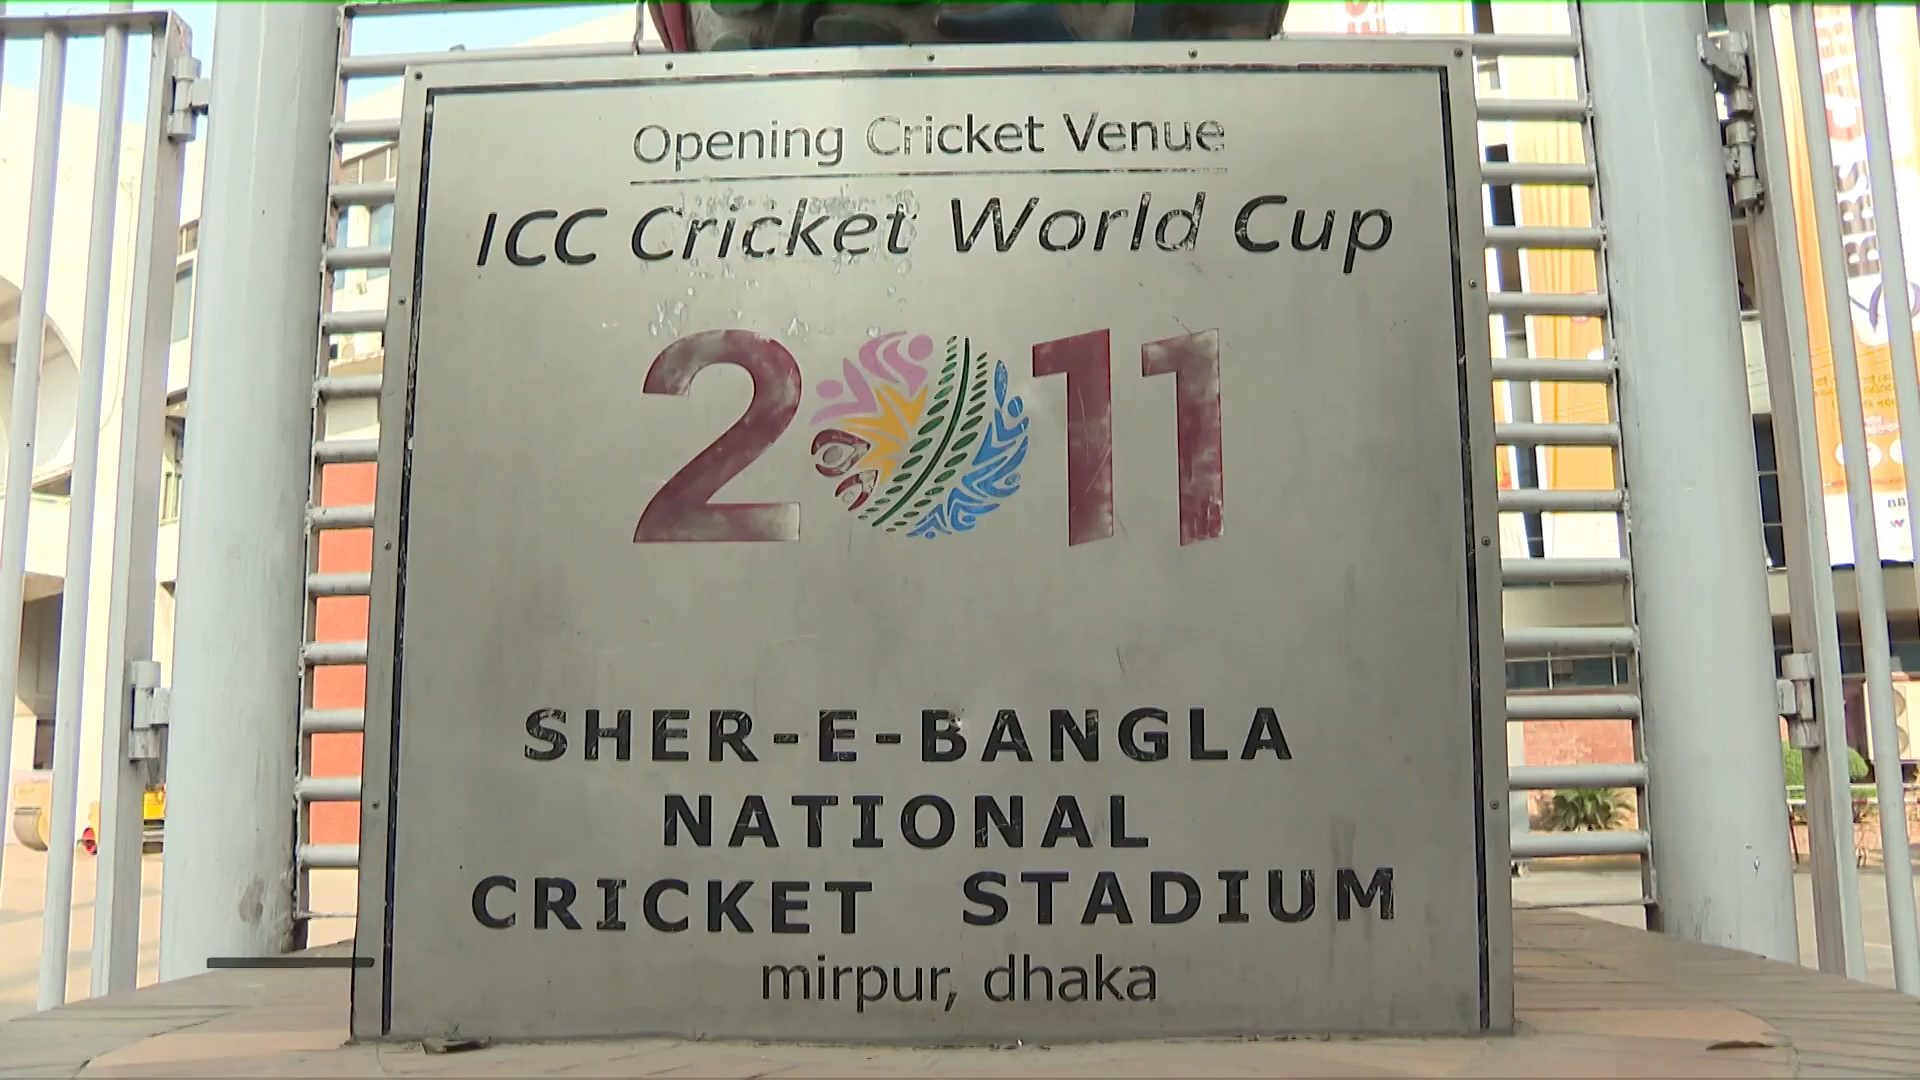 Opening Cricket Venue
ICC Cricket World Cup
2011
SHER-E-BANGLA
NATIONAL
CRICKET STADIUM
mirpur, dhaka